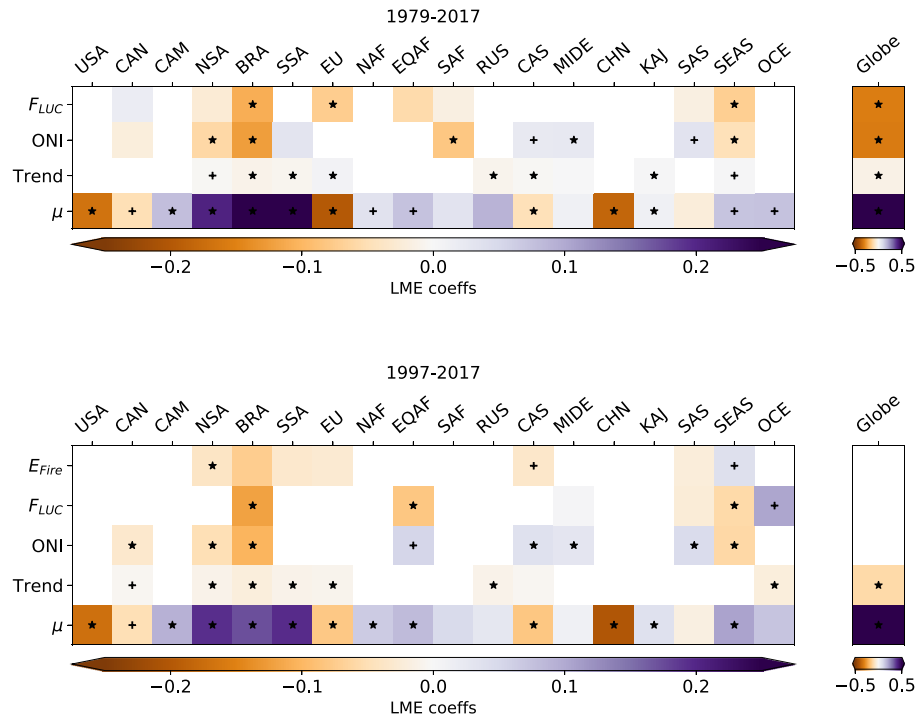 1979-2017
USA CAN CAM NSA BRA SSA EU NAF EQAF SAF RUS CAS MIDE CHN KAJ SAS SEAS OCE Globe
F_LUC
ONI
Trend
μ
−0.2 −0.1 0.0 0.1 0.2 −0.5 0.5
LME coeffs
1997-2017
USA CAN CAM NSA BRA SSA EU NAF EQAF SAF RUS CAS MIDE CHN KAJ SAS SEAS OCE Globe
E_Fire
F_LUC
ONI
Trend
μ
−0.2 −0.1 0.0 0.1 0.2 −0.5 0.5
LME coeffs